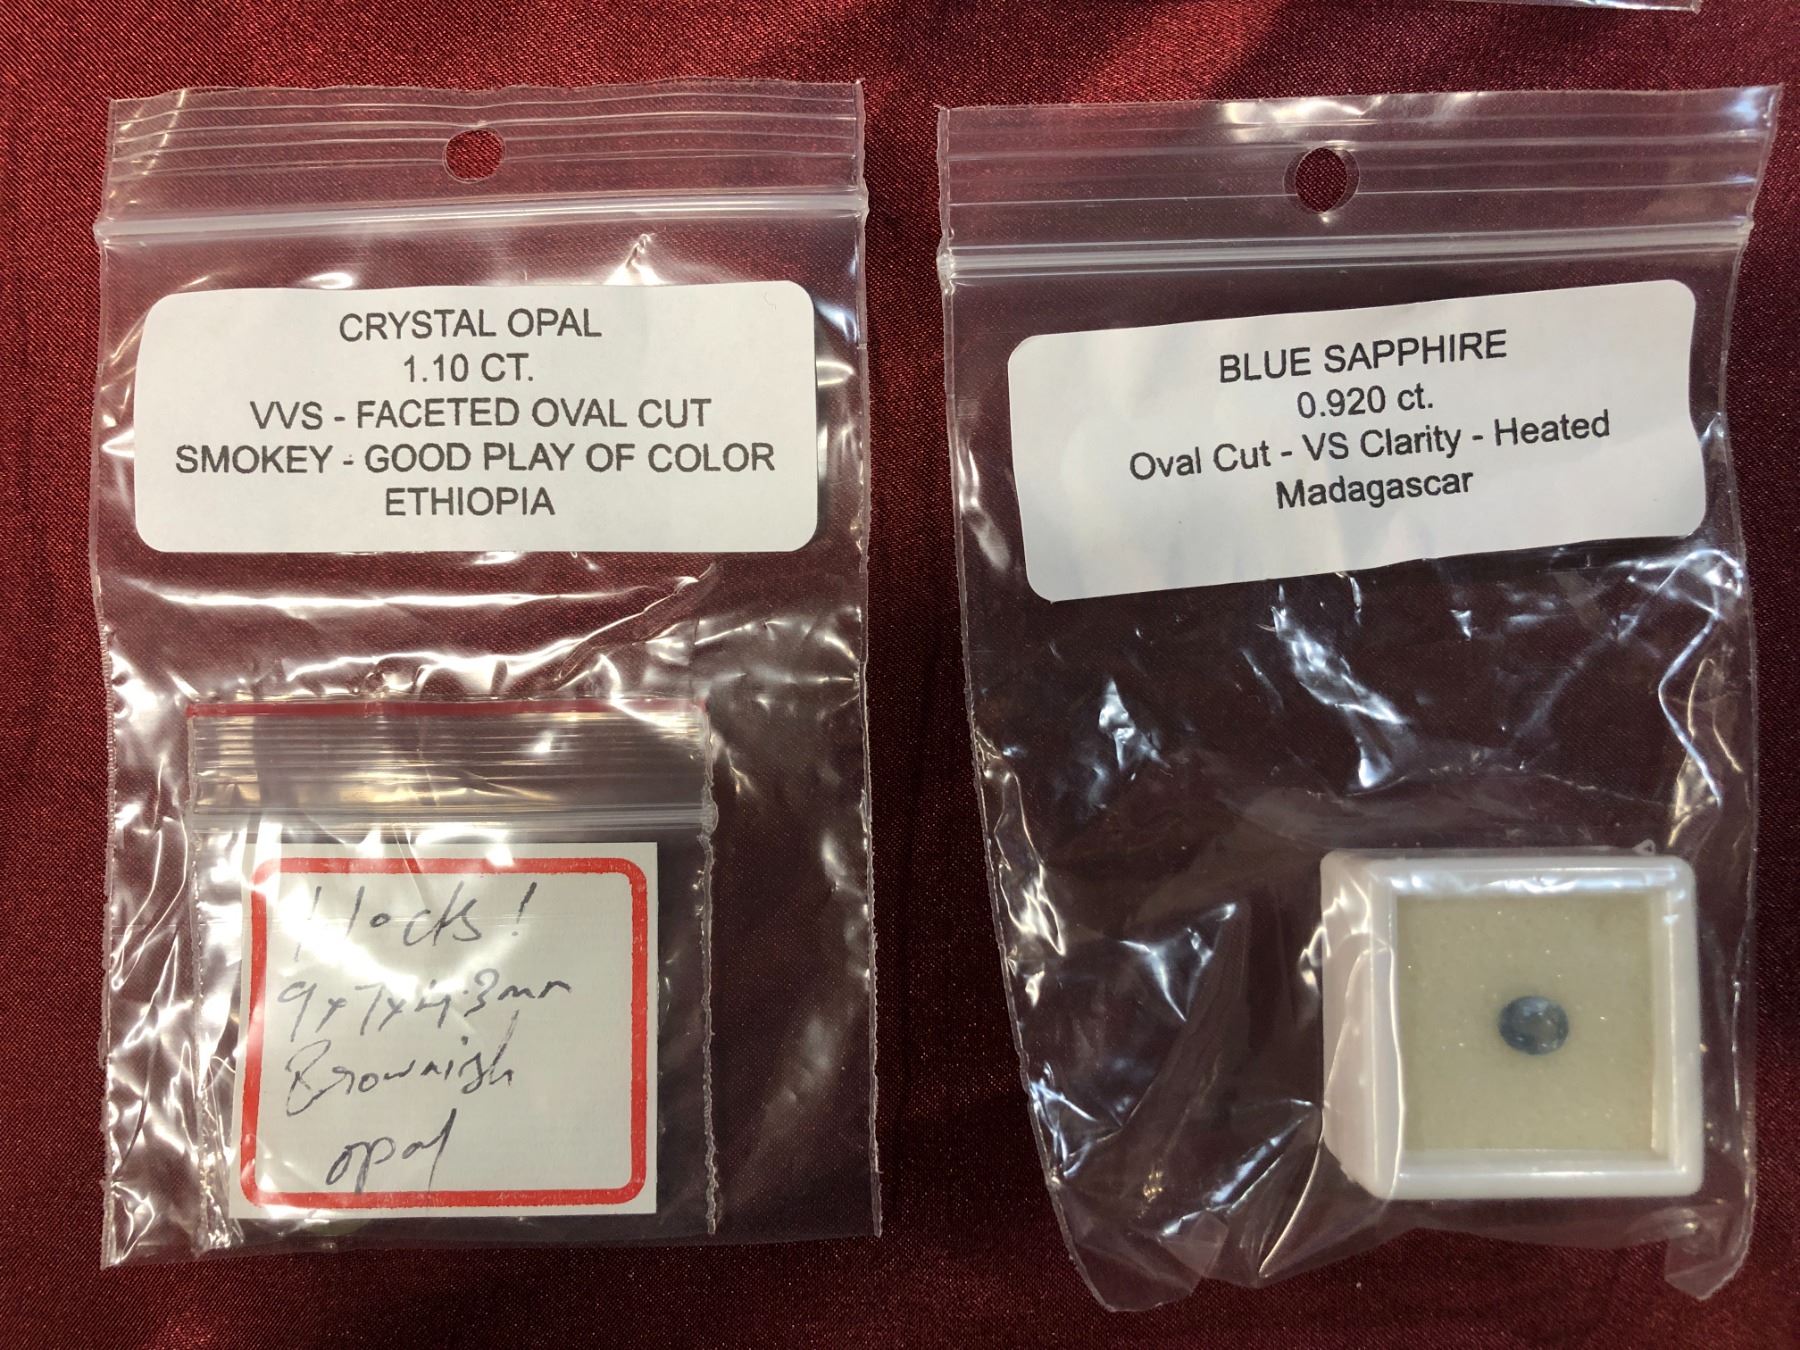 CRYSTAL OPAL
1.10 CT.
VVS - FACETED OVAL CUT
SMOKEY - GOOD PLAY OF COLOR
ETHIOPIA
9x7x4.3mm
Brownish
opal
BLUE SAPPHIRE
0.920 ct.
Oval Cut - VS Clarity - Heated
Madagascar